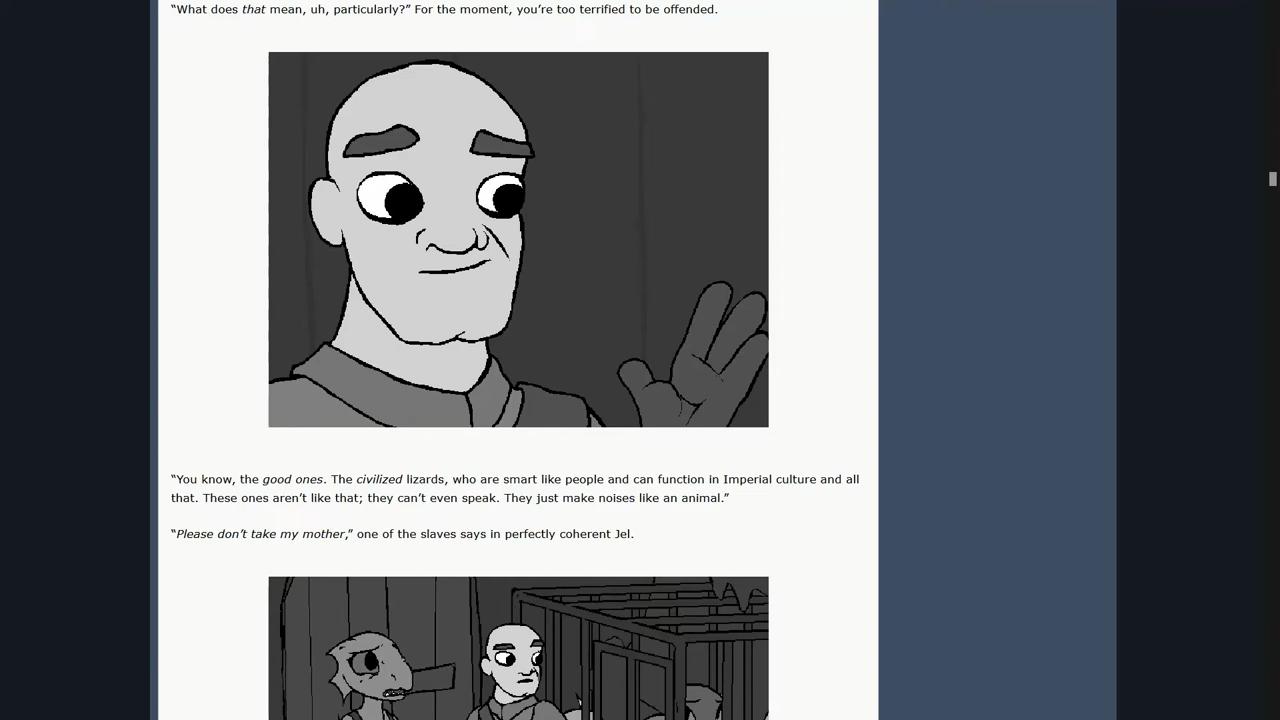 “What does that mean, uh, particularly?” For the moment, you’re too terrified to be offended.
“You know, the good ones. The civilized lizards, who are smart like people and can function in Imperial culture and all
that. These ones aren’t like that; they can’t even speak. They just make noises like an animal.”
“Please don’t take my mother,” one of the slaves says in perfectly coherent Jel.